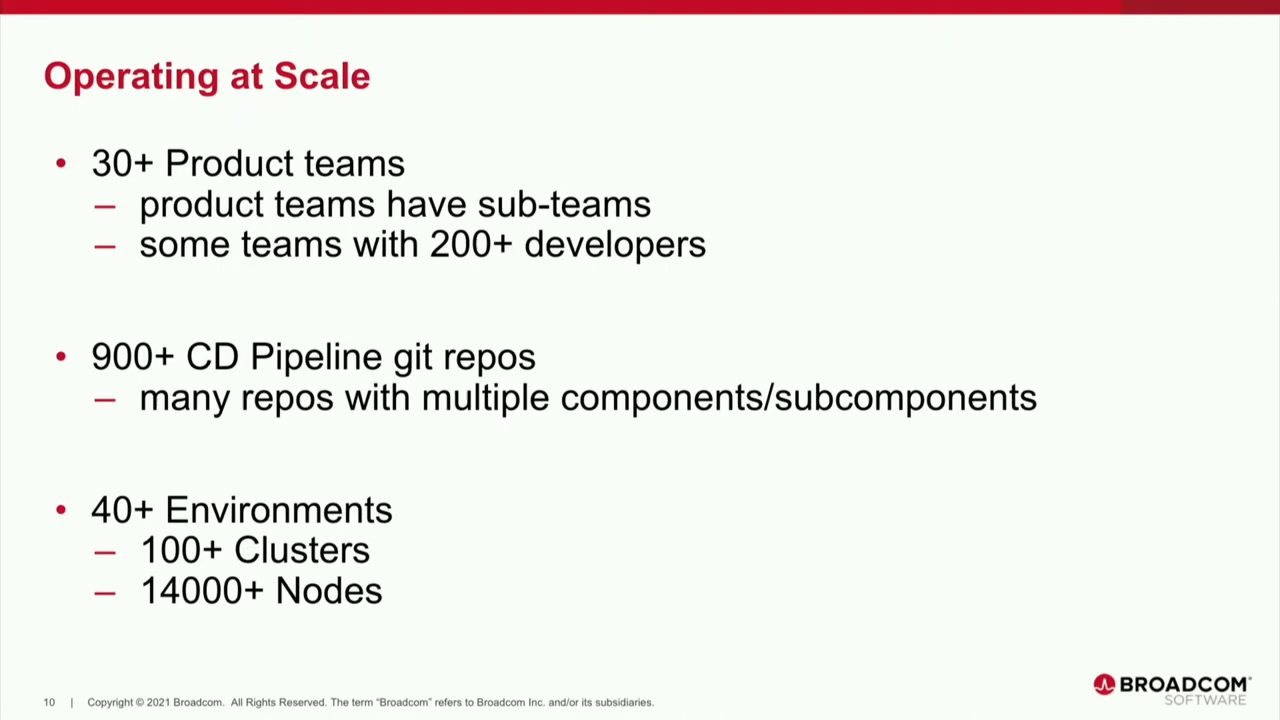 Operating at Scale
• 30+ Product teams
– product teams have sub-teams
– some teams with 200+ developers
• 900+ CD Pipeline git repos
– many repos with multiple components/subcomponents
• 40+ Environments
– 100+ Clusters
– 14000+ Nodes
10 | Copyright © 2021 Broadcom. All Rights Reserved. The term “Broadcom” refers to Broadcom Inc. and/or its subsidiaries.
BROADCOM®
SOFTWARE